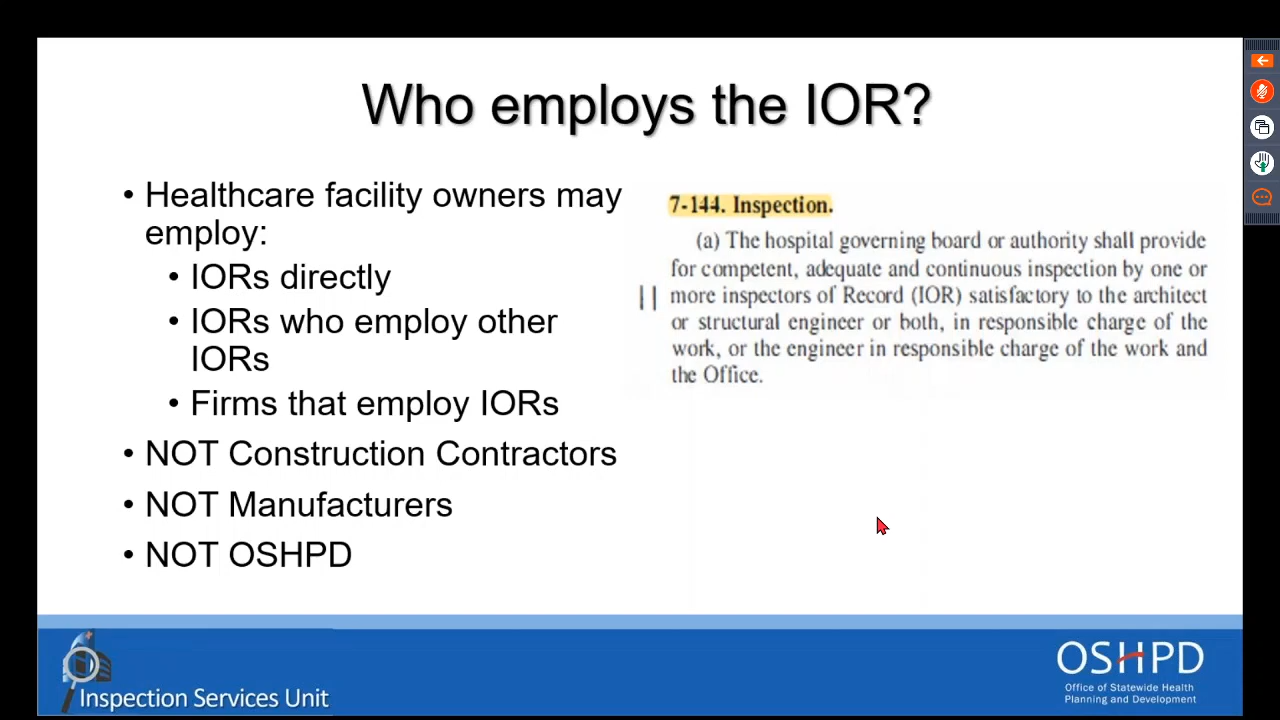 Who employs the IOR?
• Healthcare facility owners may
employ:
• IORs directly
• IORs who employ other
IORs
• Firms that employ IORs
• NOT Construction Contractors
• NOT Manufacturers
• NOT OSHPD
7-144. Inspection.
(a) The hospital governing board or authority shall provide
for competent, adequate and continuous inspection by one or
more inspectors of Record (IOR) satisfactory to the architect
or structural engineer or both, in responsible charge of the
work, or the engineer in responsible charge of the work and
the Office.
Inspection Services Unit
OSHPD
Office of Statewide Health
Planning and Development